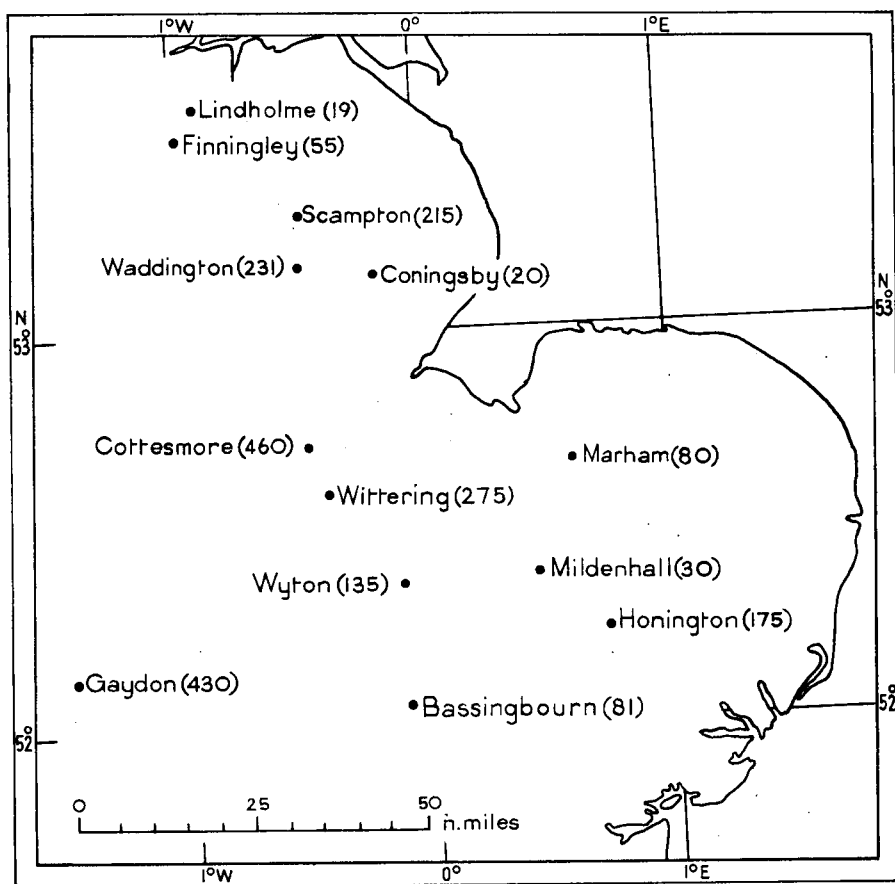 1°W 0° 1°E
Lindholme (19)
Finningley (55)
Scampton (215)
Waddington (231)
Coningsby (20)
N
53°
N
53°
Cottesmore (460)
Marham (80)
Wittering (275)
Mildenhall (30)
Wyton (135)
Honington (175)
Gaydon (430)
Bassingbourn (81)
52°
52°
0 25 50
n.miles
1°W 0° 1°E